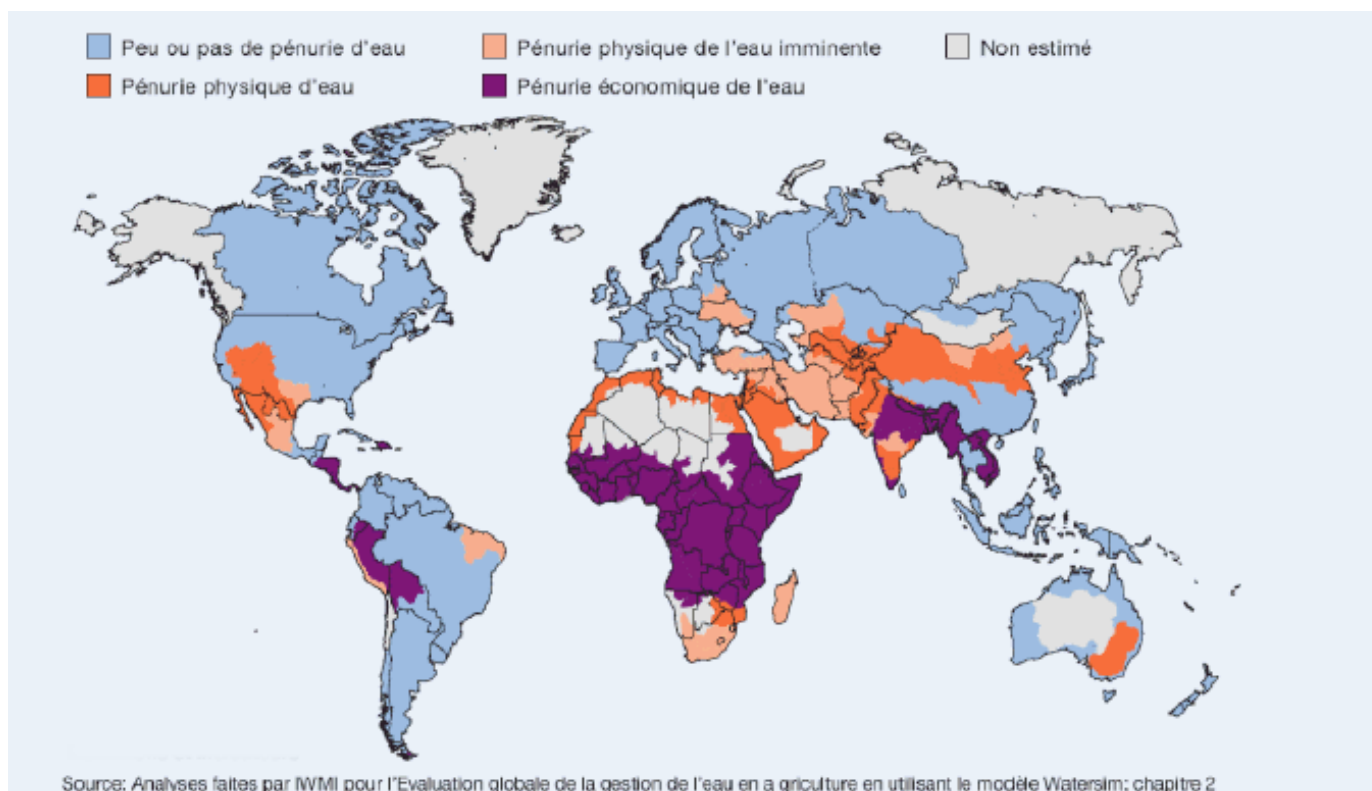 Peu ou pas de pénurie d'eau
Pénurie physique de l'eau imminente
Non estimé
Pénurie physique d'eau
Pénurie économique de l'eau
Source: Analyses faites par IWMI pour l'Evaluation globale de la gestion de l'eau en a griculture en utilisant le modèle Watersim; chapitre 2